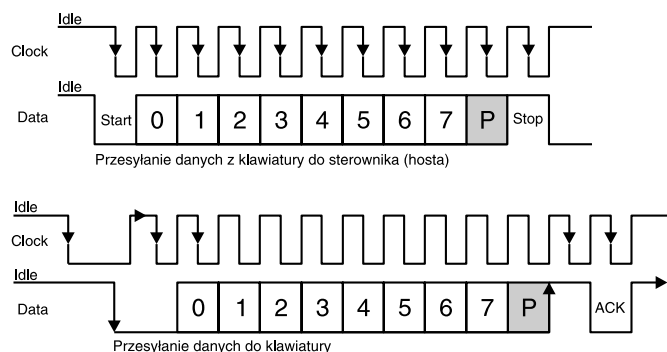 Idle
Clock
Idle
Data Start 0 1 2 3 4 5 6 7 P Stop
Przesyłanie danych z klawiatury do sterownika (hosta)
Idle
Clock
Idle
Data 0 1 2 3 4 5 6 7 P ACK
Przesyłanie danych do klawiatury